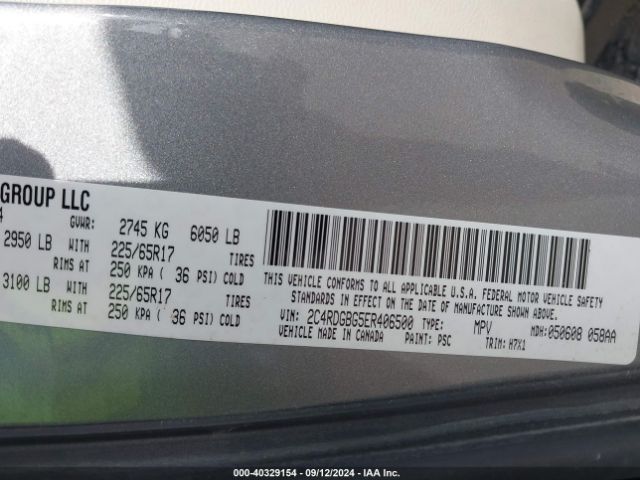 GROUP LLC
4
GVWR: 2745 KG 6050 LB
2950 LB WITH 225/65R17 TIRES
RIMS AT 250 KPA ( 36 PSI) COLD
3100 LB WITH 225/65R17 TIRES
RIMS AT 250 KPA ( 36 PSI) COLD
THIS VEHICLE CONFORMS TO ALL APPLICABLE U.S.A. FEDERAL MOTOR VEHICLE SAFETY
STANDARDS IN EFFECT ON THE DATE OF MANUFACTURE SHOWN ABOVE.
VIN: 2C4RDGBG5ER406500 TYPE: MPV MDH:050608 058AA
VEHICLE MADE IN CANADA PAINT: PSC TRIM: H7X1
000-40329154 - 09/12/2024 - IAA Inc.